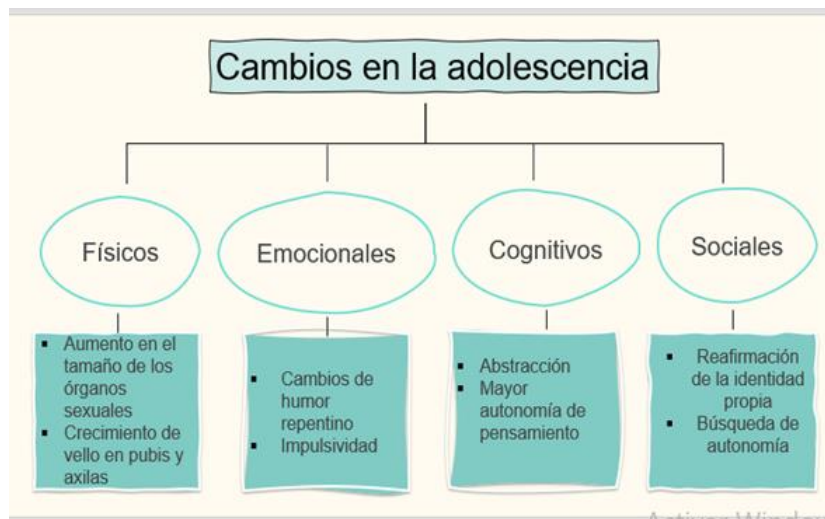 Cambios en la adolescencia
Físicos
Emocionales
Cognitivos
Sociales
▪ Aumento en el
tamaño de los
órganos
sexuales
▪ Crecimiento de
vello en pubis y
axilas
▪ Cambios de
humor
repentino
▪ Impulsividad
▪ Abstracción
▪ Mayor
autonomía de
pensamiento
▪ Reafirmación
de la identidad
propia
▪ Búsqueda de
autonomía